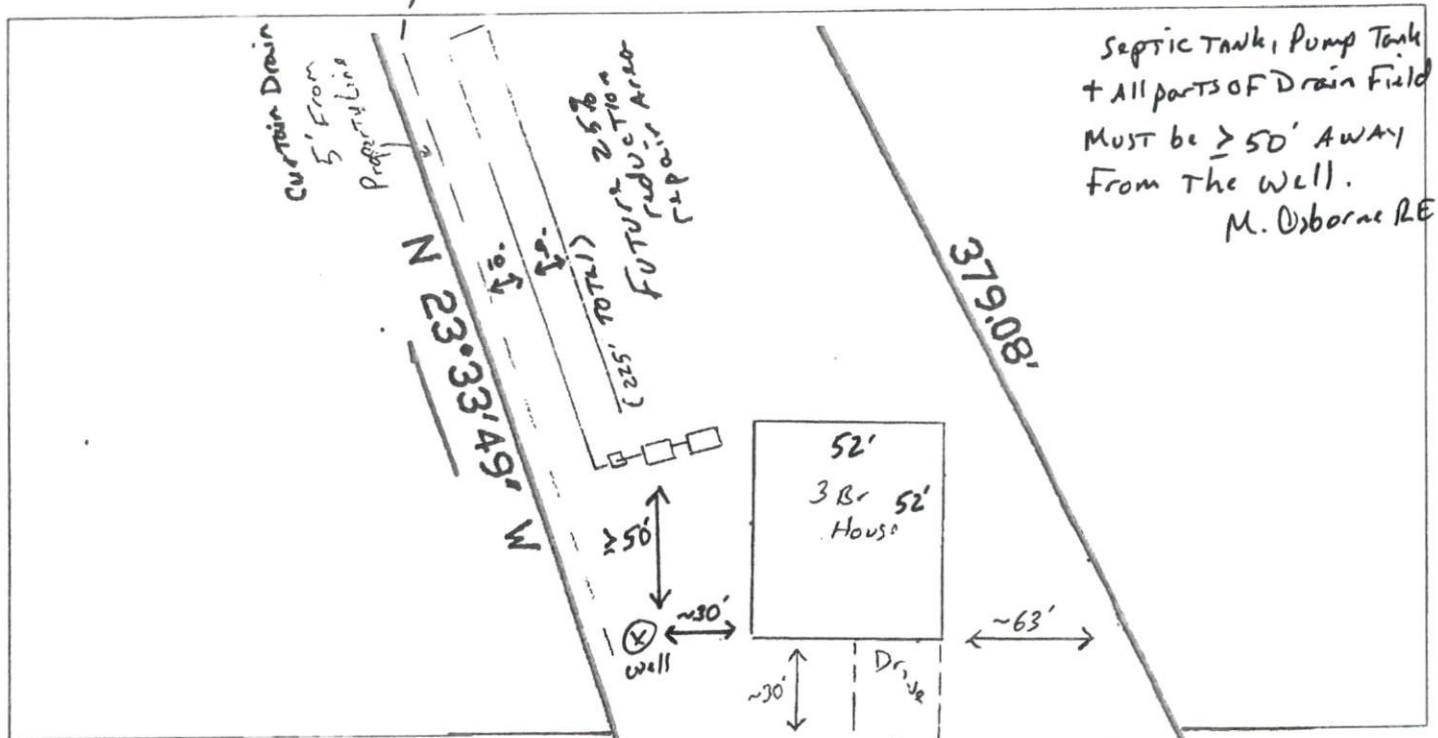 Septic Tank, Pump Tank
+ All parts OF Drain Field
Must be ≥ 50' AWAY
From The well.
M. Osborne RE
Curtain Drain
5' From
Property Line
FUTURE 25%
reduction
repair Area
(225' TOTAL)
N 23°33'49" W
379.08'
52'
3 Br 52'
House
≥50'
~30'
well
~63'
~30'
Drive